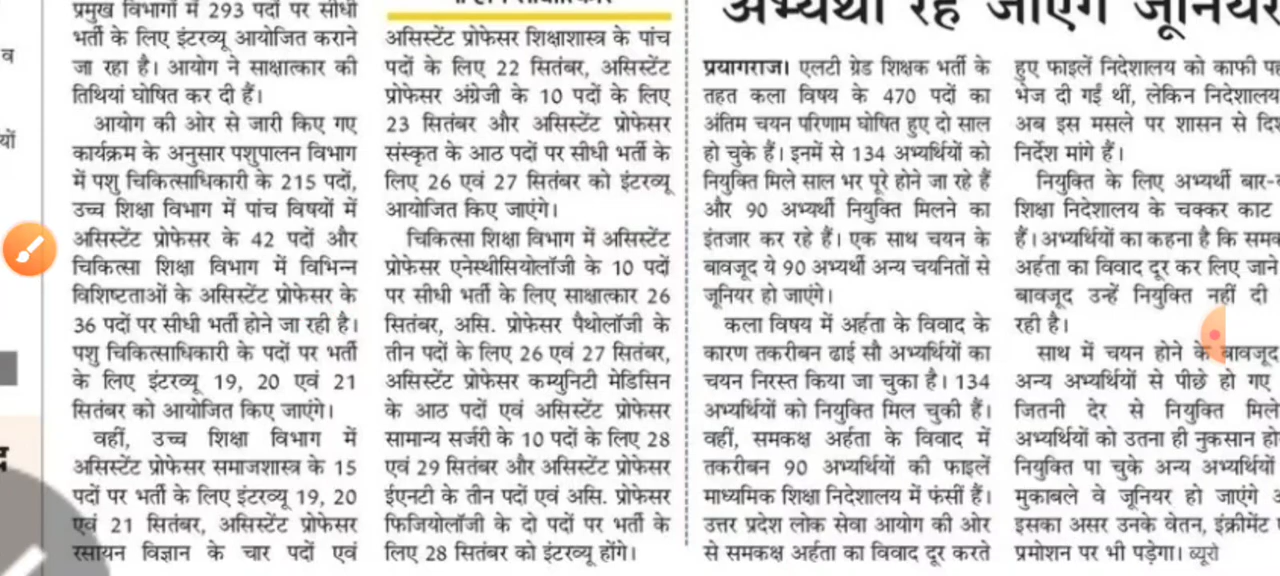 प्रमुख विभागों में 293 पदों पर सीधी
भर्ती के लिए इंटरव्यू आयोजित कराने
जा रहा है। आयोग ने साक्षात्कार की
तिथियां घोषित कर दी हैं।
आयोग की ओर से जारी किए गए
कार्यक्रम के अनुसार पशुपालन विभाग
में पशु चिकित्साधिकारी के 215 पदों,
उच्च शिक्षा विभाग में पांच विषयों में
असिस्टेंट प्रोफेसर के 42 पदों और
चिकित्सा शिक्षा विभाग में विभिन्न
विशिष्टताओं के असिस्टेंट प्रोफेसर के
36 पदों पर सीधी भर्ती होने जा रही है।
पशु चिकित्साधिकारी के पदों पर भर्ती
के लिए इंटरव्यू 19, 20 एवं 21
सितंबर को आयोजित किए जाएंगे।
वहीं, उच्च शिक्षा विभाग में
असिस्टेंट प्रोफेसर समाजशास्त्र के 15
पदों पर भर्ती के लिए इंटरव्यू 19, 20
एवं 21 सितंबर, असिस्टेंट प्रोफेसर
रसायन विज्ञान के चार पदों एवं
असिस्टेंट प्रोफेसर शिक्षाशास्त्र के पांच
पदों के लिए 22 सितंबर, असिस्टेंट
प्रोफेसर अंग्रेजी के 10 पदों के लिए
23 सितंबर और असिस्टेंट प्रोफेसर
संस्कृत के आठ पदों पर सीधी भर्ती के
लिए 26 एवं 27 सितंबर को इंटरव्यू
आयोजित किए जाएंगे।
चिकित्सा शिक्षा विभाग में असिस्टेंट
प्रोफेसर एनेस्थीसियोलॉजी के 10 पदों
पर सीधी भर्ती के लिए साक्षात्कार 26
सितंबर, असि. प्रोफेसर पैथोलॉजी के
तीन पदों के लिए 26 एवं 27 सितंबर,
असिस्टेंट प्रोफेसर कम्युनिटी मेडिसिन
के आठ पदों एवं असिस्टेंट प्रोफेसर
सामान्य सर्जरी के 10 पदों के लिए 28
एवं 29 सितंबर और असिस्टेंट प्रोफेसर
ईएनटी के तीन पदों एवं असि. प्रोफेसर
फिजियोलॉजी के दो पदों पर भर्ती के
लिए 28 सितंबर को इंटरव्यू होंगे।
अभ्यर्थी रह जाएंगे जूनियर
प्रयागराज। एलटी ग्रेड शिक्षक भर्ती के
तहत कला विषय के 470 पदों का
अंतिम चयन परिणाम घोषित हुए दो साल
हो चुके हैं। इनमें से 134 अभ्यर्थियों को
नियुक्ति मिले साल भर पूरे होने जा रहे हैं
और 90 अभ्यर्थी नियुक्ति मिलने का
इंतजार कर रहे हैं। एक साथ चयन के
बावजूद ये 90 अभ्यर्थी अन्य चयनितों से
जूनियर हो जाएंगे।
कला विषय में अर्हता के विवाद के
कारण तकरीबन ढाई सौ अभ्यर्थियों का
चयन निरस्त किया जा चुका है। 134
अभ्यर्थियों को नियुक्ति मिल चुकी हैं।
वहीं, समकक्ष अर्हता के विवाद में
तकरीबन 90 अभ्यर्थियों की फाइलें
माध्यमिक शिक्षा निदेशालय में फंसीं हैं।
उत्तर प्रदेश लोक सेवा आयोग की ओर
से समकक्ष अर्हता का विवाद दूर करते
हुए फाइलें निदेशालय को काफी
भेज दी गईं थीं, लेकिन निदेशालय
अब इस मसले पर शासन से
निर्देश मांगे हैं।
नियुक्ति के लिए अभ्यर्थी बार-
शिक्षा निदेशालय के चक्कर काट
हैं। अभ्यर्थियों का कहना है कि
अर्हता का विवाद दूर कर लिए जाने
बावजूद उन्हें नियुक्ति नहीं दी
रही है।
साथ में चयन होने के बावजूद
अन्य अभ्यर्थियों से पीछे हो गए
जितनी देर से नियुक्ति
अभ्यर्थियों को उतना ही नुकसान
नियुक्ति पा चुके अन्य अभ्यर्थियों
मुकाबले वे जूनियर हो जाएंगे
इसका असर उनके वेतन, इंक्रीमेंट
प्रमोशन पर भी पड़ेगा। ब्यूरो